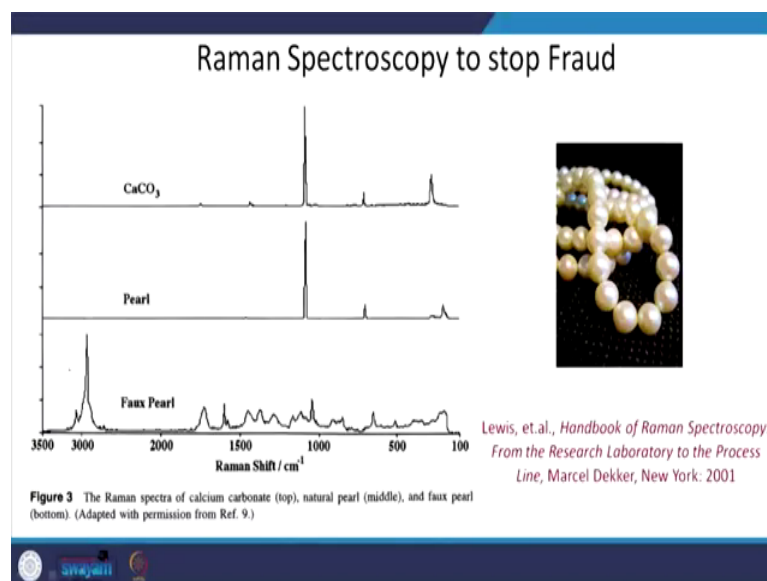 Raman Spectroscopy to stop Fraud
CaCO3
Pearl
Faux Pearl
3500 3000 2000 1500 1000 500 100
Raman Shift / cm-1
Figure 3 The Raman spectra of calcium carbonate (top), natural pearl (middle), and faux pearl
(bottom). (Adapted with permission from Ref. 9.)
Lewis, et.al., Handbook of Raman Spectroscopy
From the Research Laboratory to the Process
Line, Marcel Dekker, New York: 2001
swayam